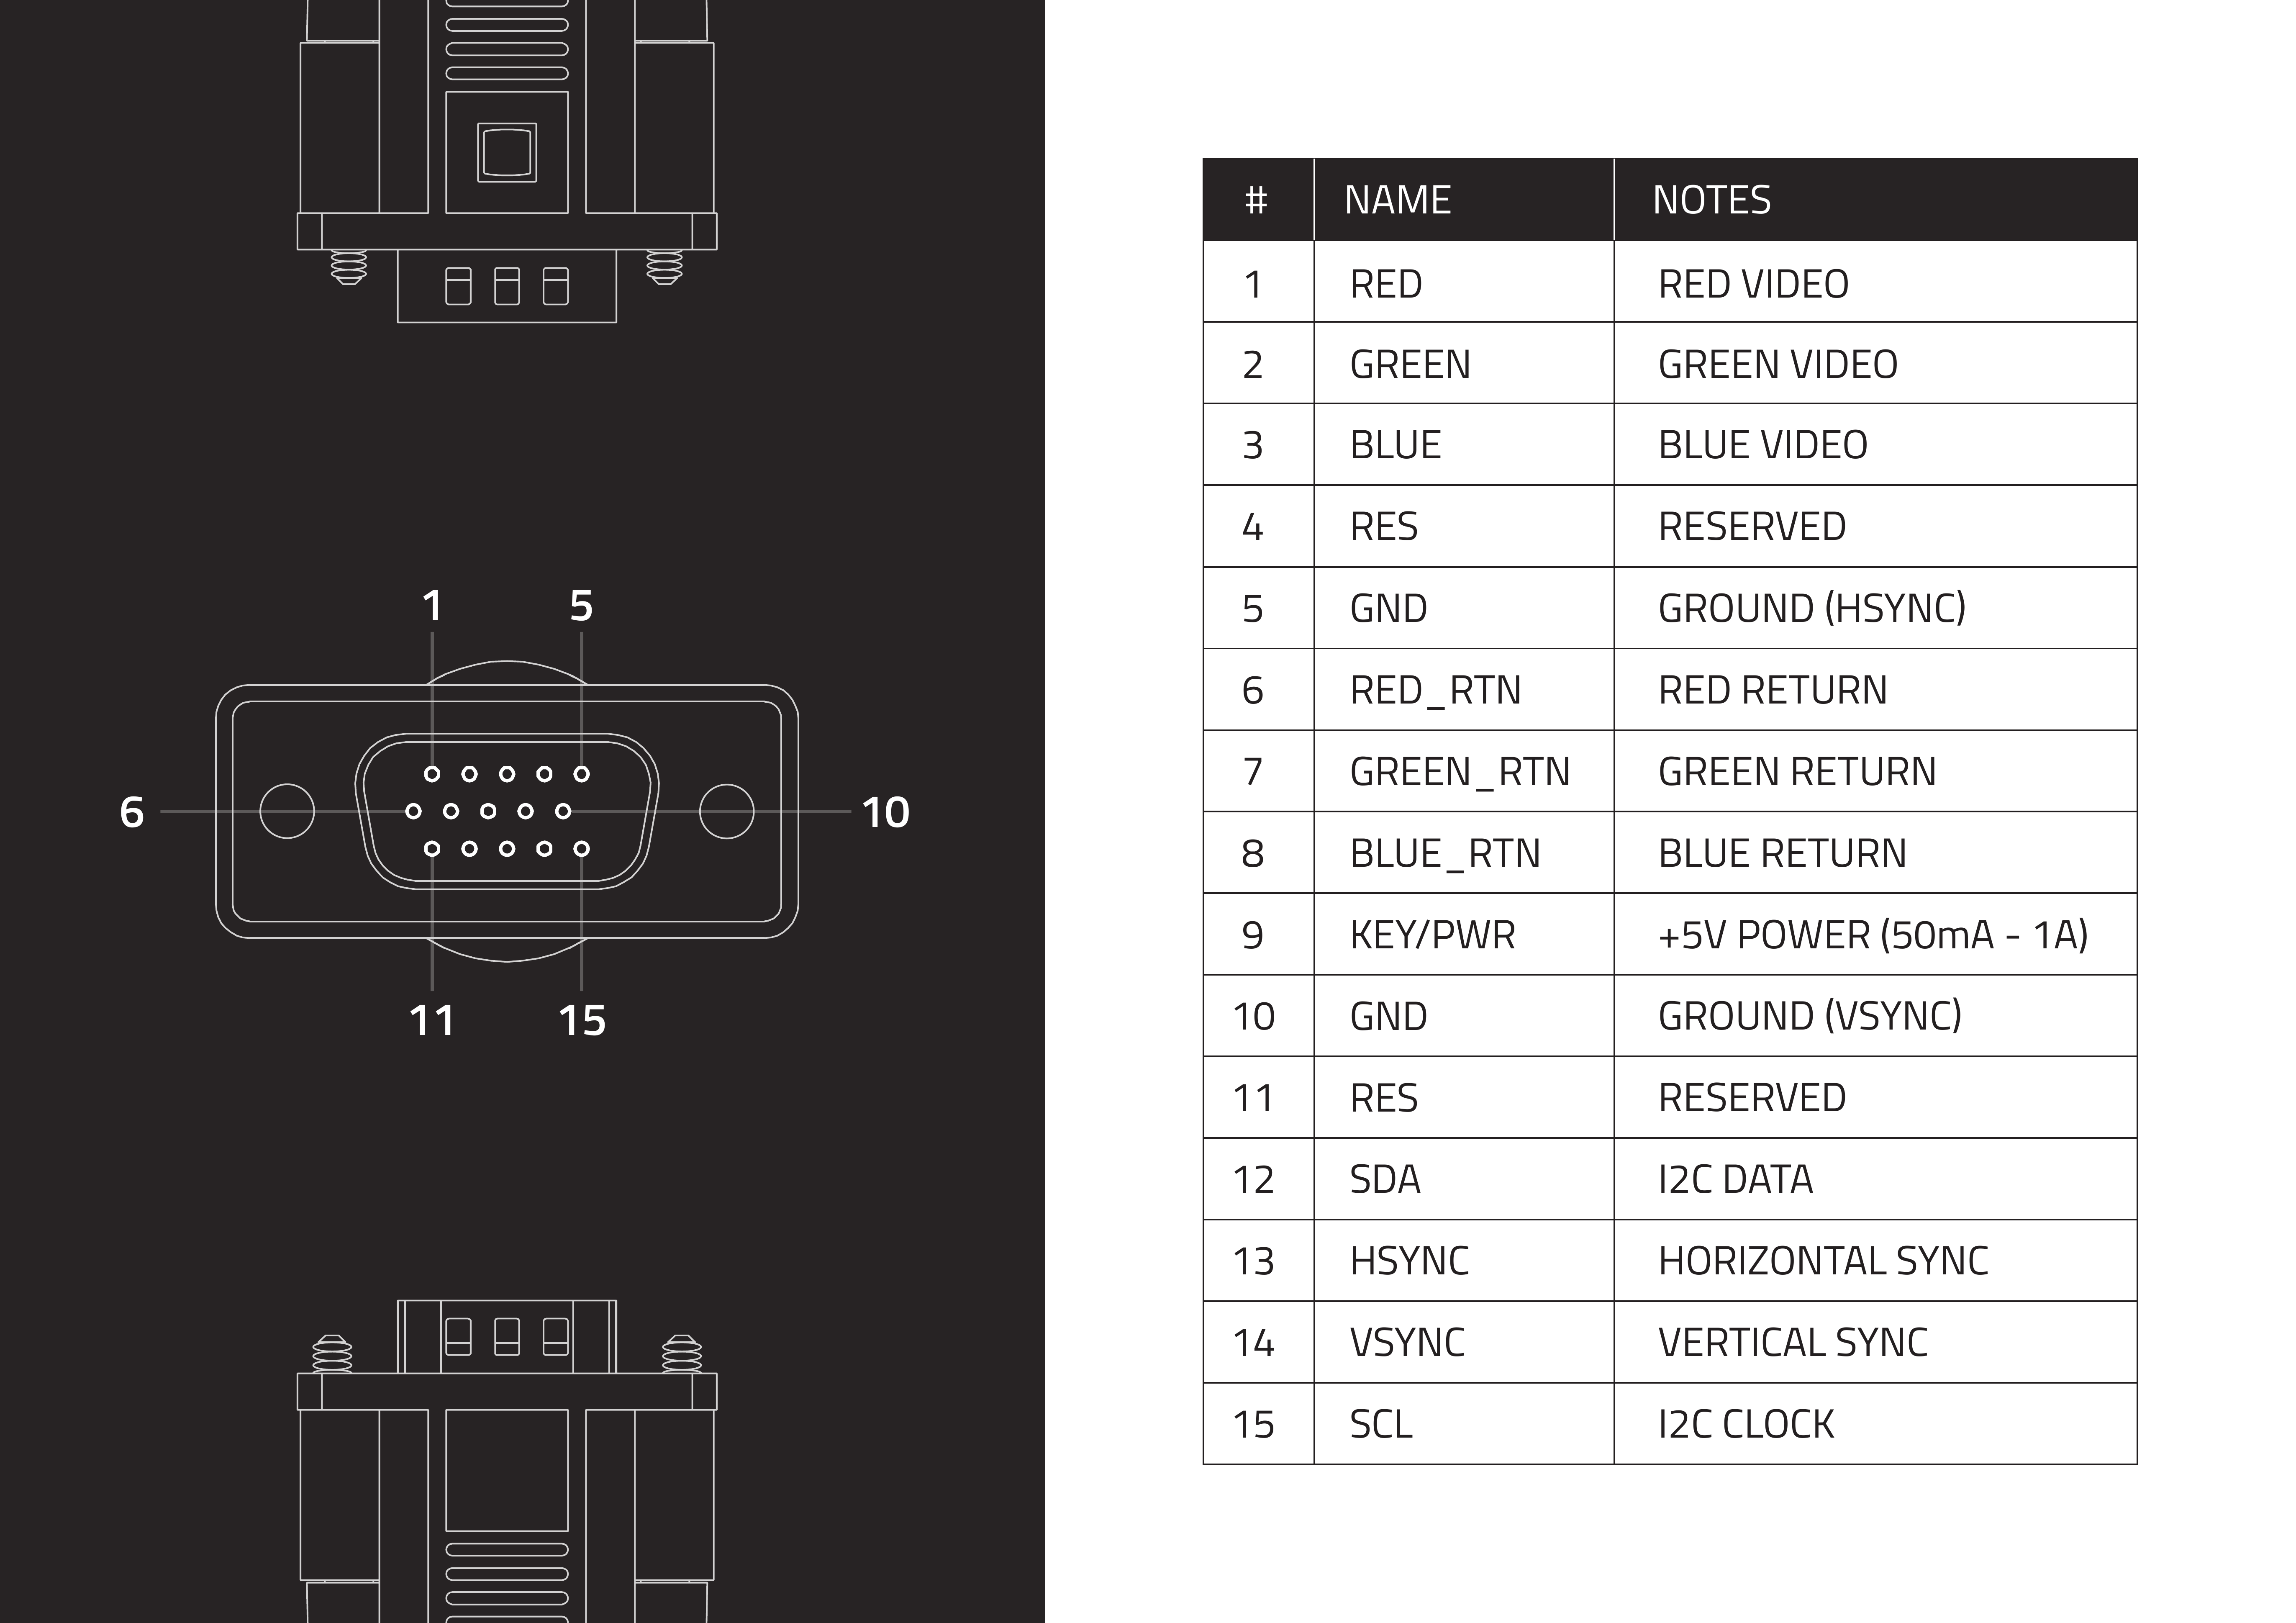 1 5
6 10
11 15
# NAME NOTES
1 RED RED VIDEO
2 GREEN GREEN VIDEO
3 BLUE BLUE VIDEO
4 RES RESERVED
5 GND GROUND (HSYNC)
6 RED_RTN RED RETURN
7 GREEN_RTN GREEN RETURN
8 BLUE_RTN BLUE RETURN
9 KEY/PWR +5V POWER (50mA - 1A)
10 GND GROUND (VSYNC)
11 RES RESERVED
12 SDA I2C DATA
13 HSYNC HORIZONTAL SYNC
14 VSYNC VERTICAL SYNC
15 SCL I2C CLOCK